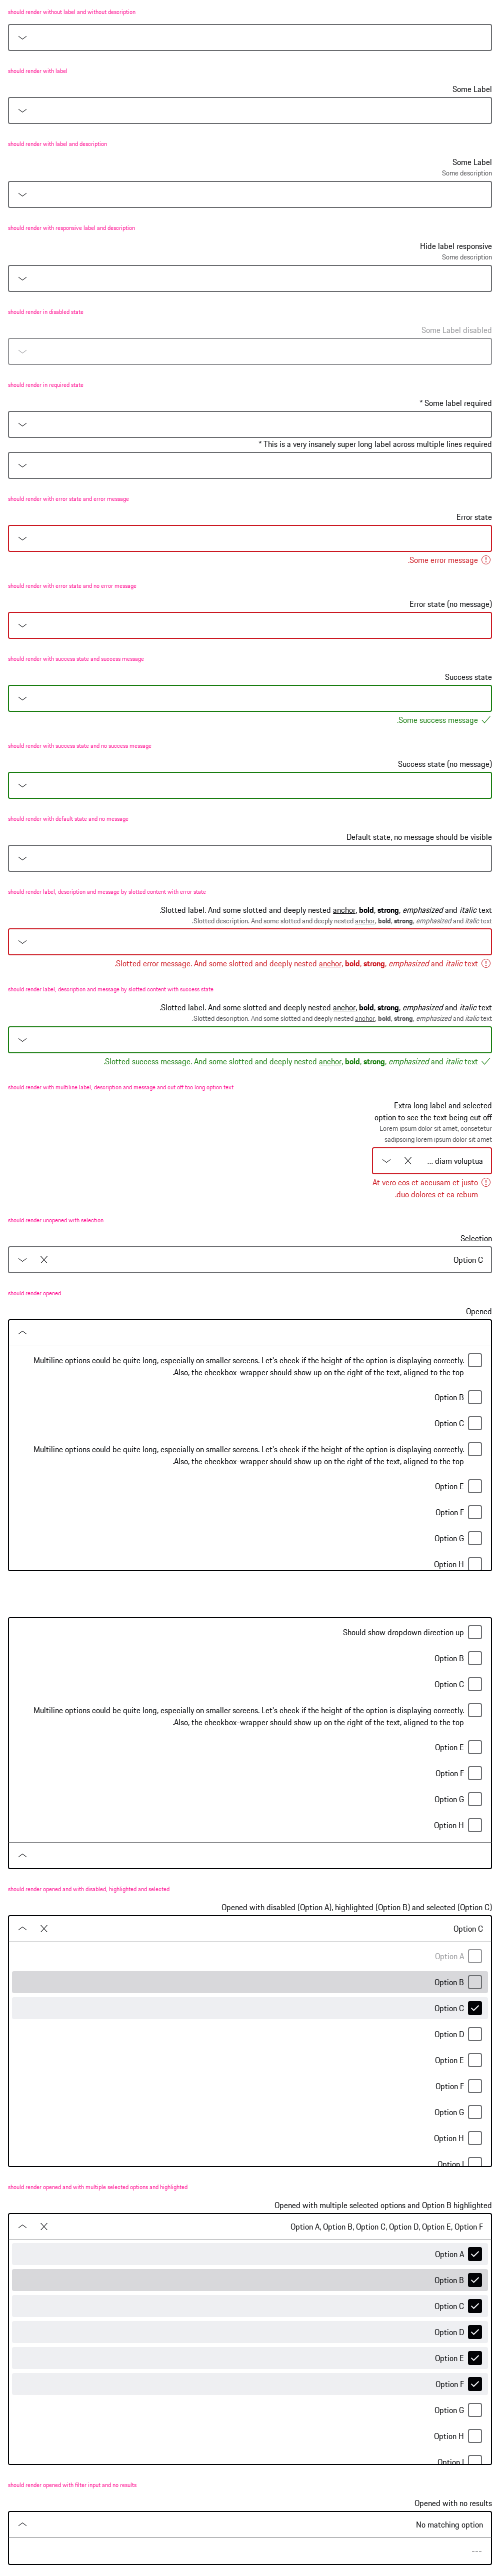 should render without label and without description
should render with label
Some Label
should render with label and description
Some Label
Some description
should render with responsive label and description
Hide label responsive
Some description
should render in disabled state
Some Label disabled
should render in required state
* Some label required
* This is a very insanely super long label across multiple lines required
should render with error state and error message
Error state
.Some error message
should render with error state and no error message
Error state (no message)
should render with success state and success message
Success state
.Some success message
should render with success state and no success message
Success state (no message)
should render with default state and no message
Default state, no message should be visible
should render label, description and message by slotted content with error state
.Slotted label. And some slotted and deeply nested anchor, bold, strong, emphasized and italic text
.Slotted description. And some slotted and deeply nested anchor, bold, strong, emphasized and italic text
.Slotted error message. And some slotted and deeply nested anchor, bold, strong, emphasized and italic text
should render label, description and message by slotted content with success state
.Slotted label. And some slotted and deeply nested anchor, bold, strong, emphasized and italic text
.Slotted description. And some slotted and deeply nested anchor, bold, strong, emphasized and italic text
.Slotted success message. And some slotted and deeply nested anchor, bold, strong, emphasized and italic text
should render with multiline label, description and message and cut off too long option text
Extra long label and selected
option to see the text being cut off
Lorem ipsum dolor sit amet, consetetur
sadipscing lorem ipsum dolor sit amet
... diam voluptua
At vero eos et accusam et justo
.duo dolores et ea rebum
should render unopened with selection
Selection
Option C
should render opened
Opened
Multiline options could be quite long, especially on smaller screens. Let's check if the height of the option is displaying correctly.
.Also, the checkbox-wrapper should show up on the right of the text, aligned to the top
Option B
Option C
Multiline options could be quite long, especially on smaller screens. Let's check if the height of the option is displaying correctly.
.Also, the checkbox-wrapper should show up on the right of the text, aligned to the top
Option E
Option F
Option G
Option H
Should show dropdown direction up
Option B
Option C
Multiline options could be quite long, especially on smaller screens. Let's check if the height of the option is displaying correctly.
.Also, the checkbox-wrapper should show up on the right of the text, aligned to the top
Option E
Option F
Option G
Option H
should render opened and with disabled, highlighted and selected
Opened with disabled (Option A), highlighted (Option B) and selected (Option C)
Option C
Option A
Option B
Option C
Option D
Option E
Option F
Option G
Option H
Option I
should render opened and with multiple selected options and highlighted
Opened with multiple selected options and Option B highlighted
Option A, Option B, Option C, Option D, Option E, Option F
Option A
Option B
Option C
Option D
Option E
Option F
Option G
Option H
Option I
should render opened with filter input and no results
Opened with no results
No matching option
---